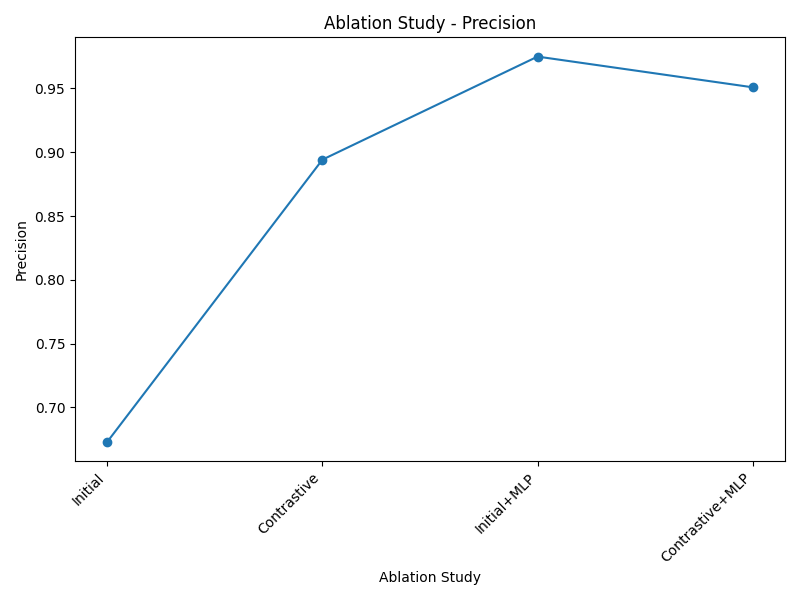 Ablation Study - Precision
Precision
0.95
0.90
0.85
0.80
0.75
0.70
Initial
Contrastive
Initial+MLP
Contrastive+MLP
Ablation Study